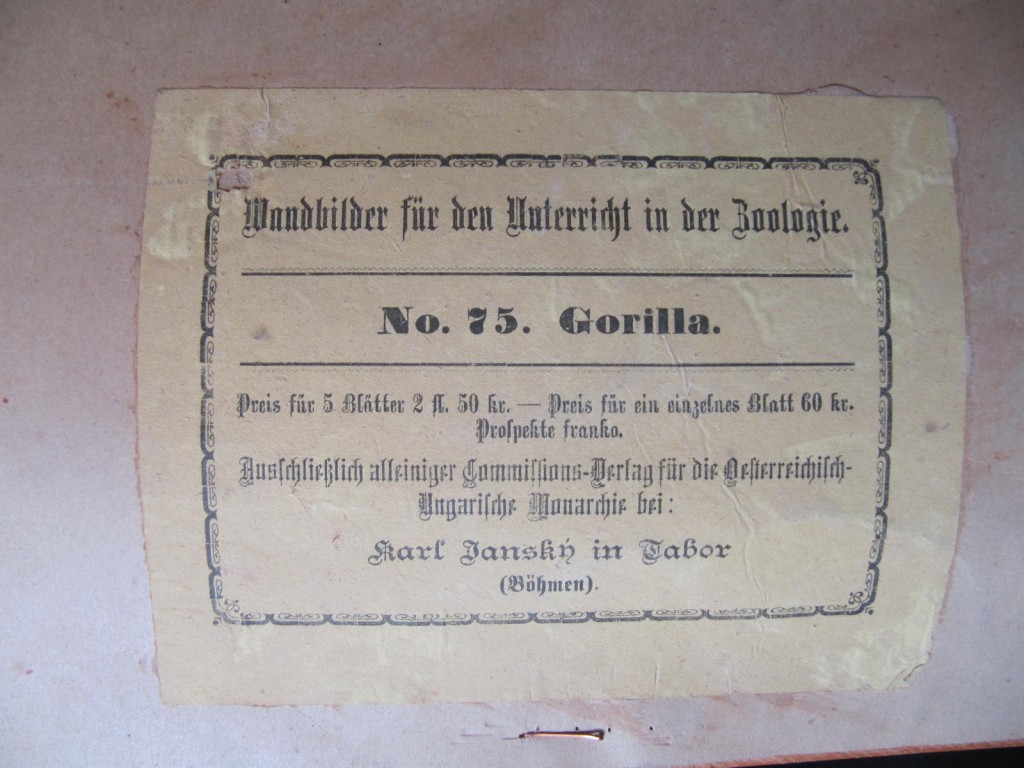 Wandbilder für den Unterricht in der Zoologie.
No. 75. Gorilla.
Preis für 5 Blätter 2 fl. 50 kr. — Preis für ein einzelnes Blatt 60 kr.
Prospekte franko.
Ausschließlich alleiniger Commissions-Verlag für die Oesterreichisch-
Ungarische Monarchie bei:
Karl Janský in Tabor
(Böhmen).